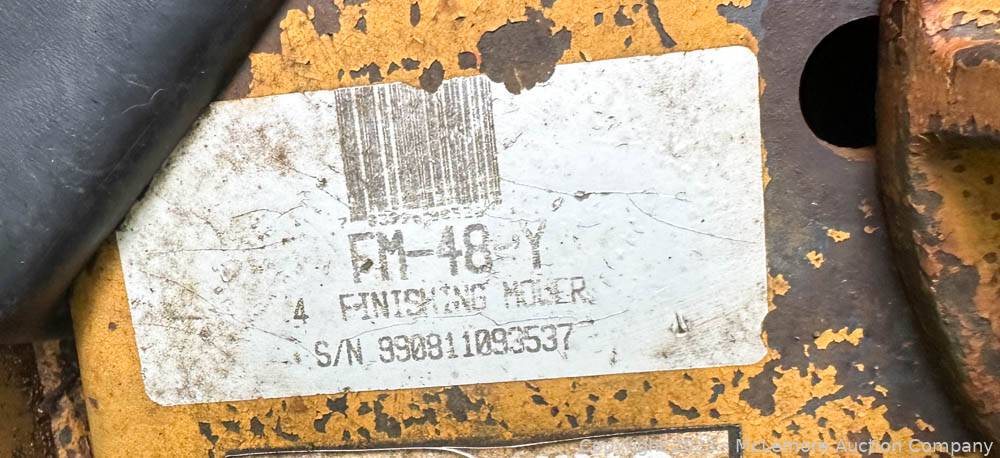 FM-48-Y
4 FINISHING MOWER
S/N 990811093537
McLemore Auction Company